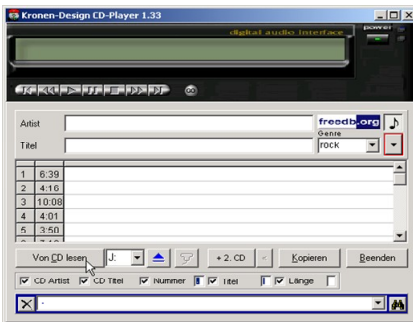 Kronen-Design CD-Player 1.33
digital audio Interface
power
Artist
freedb.org
Genre
Titel
rock
1 6:39
2 4:16
3 10:08
4 4:01
5 3:50
Von CD lesen J: + 2. CD Kopieren Beenden
CD Artist CD Titel Nummer Titel Länge